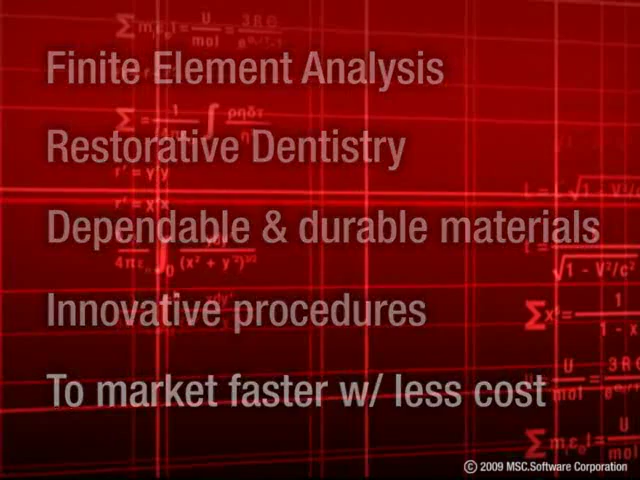 Finite Element Analysis
Restorative Dentistry
Dependable & durable materials
Innovative procedures
To market faster w/ less cost
© 2009 MSC.Software Corporation